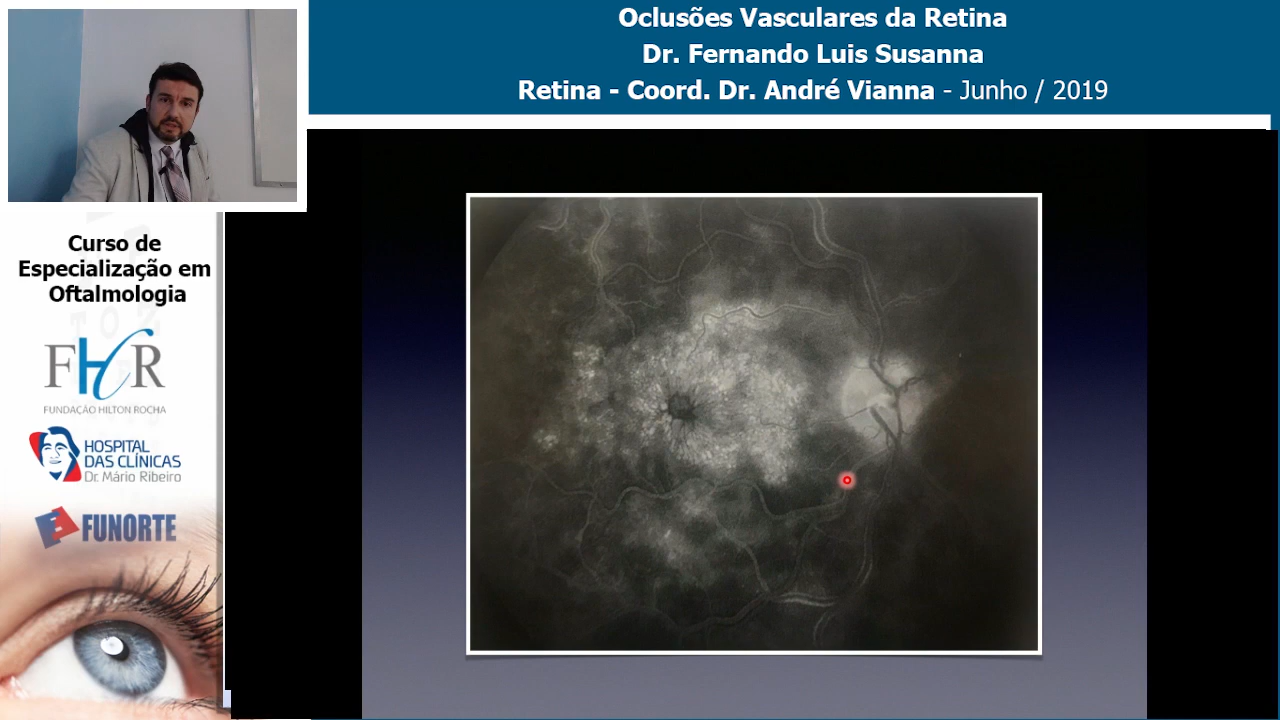 Oclusões Vasculares da Retina
Dr. Fernando Luis Susanna
Retina - Coord. Dr. André Vianna - Junho / 2019
Curso de
Especialização em
Oftalmologia
FHR
FUNDAÇÃO HILTON ROCHA
HOSPITAL
DAS CLÍNICAS
Dr. Mário Ribeiro
FUNORTE